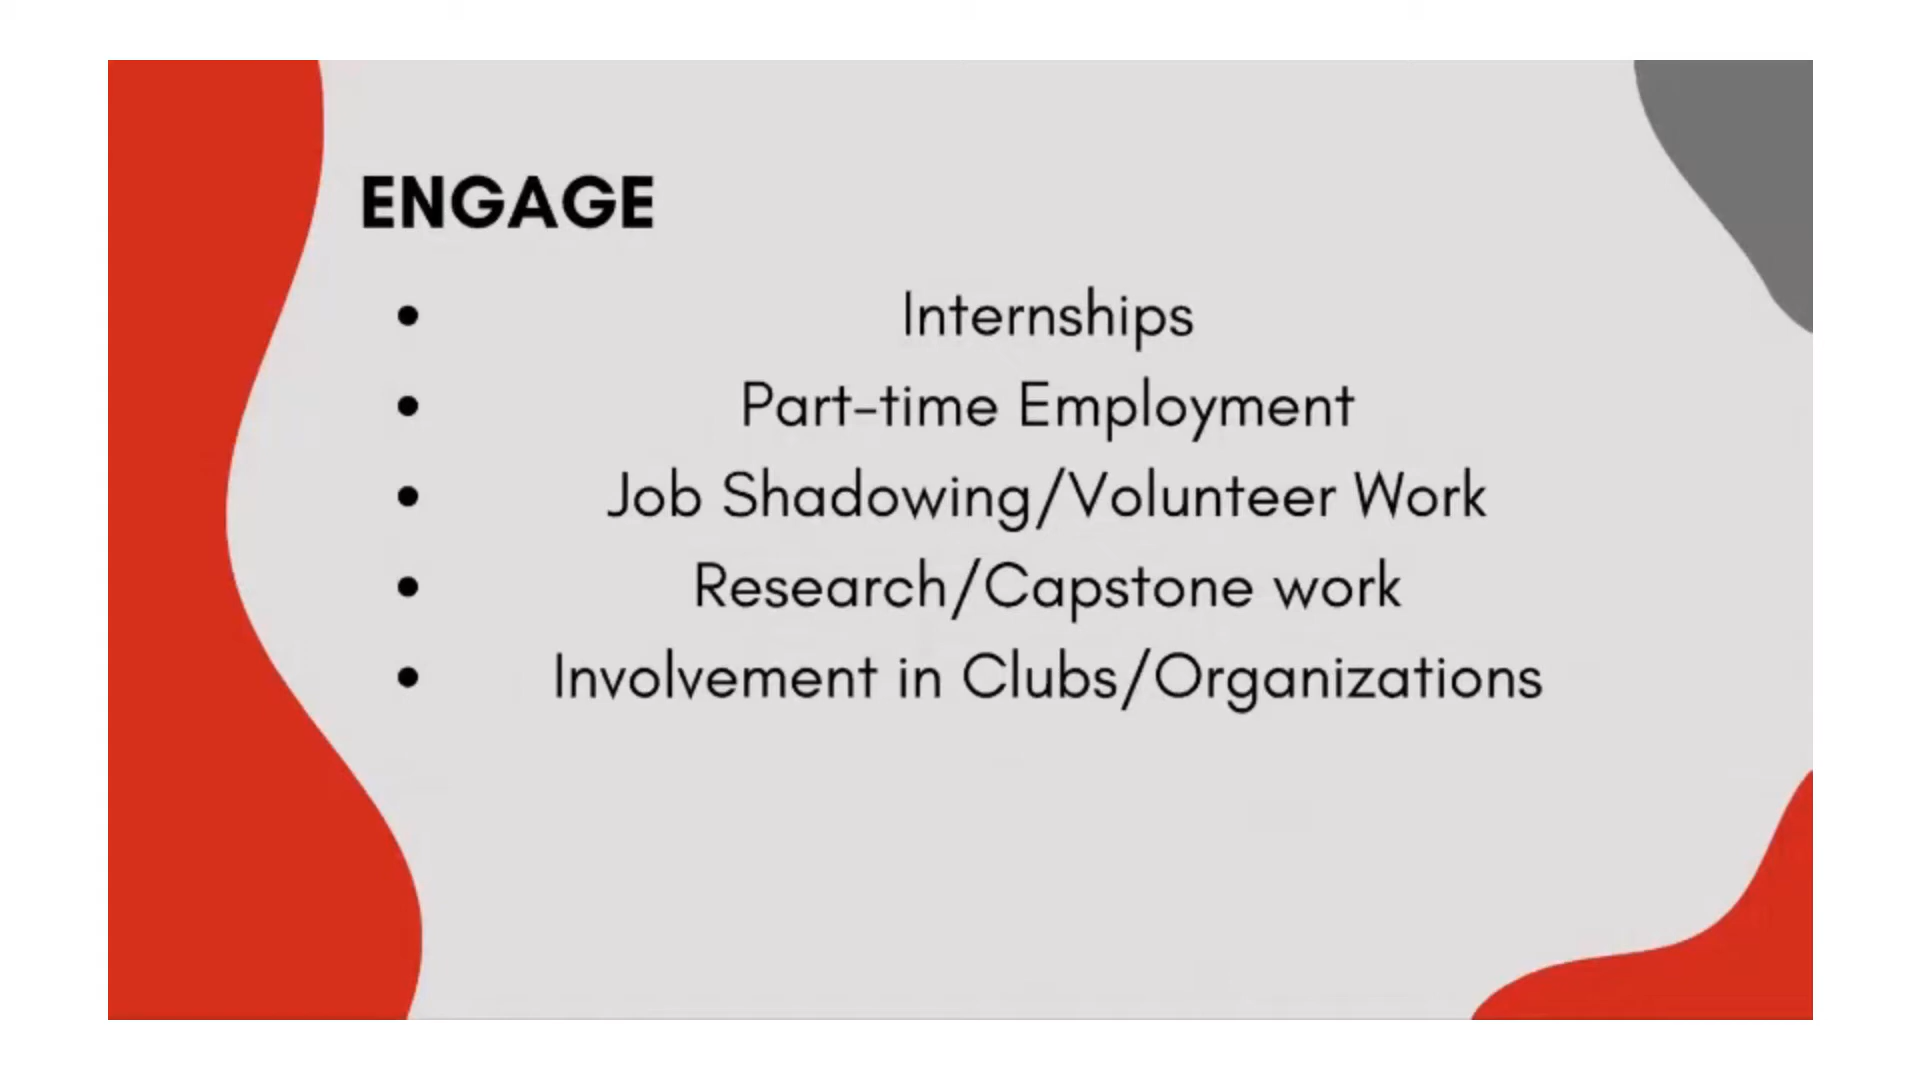 ENGAGE
• Internships
• Part-time Employment
• Job Shadowing/Volunteer Work
• Research/Capstone work
• Involvement in Clubs/Organizations